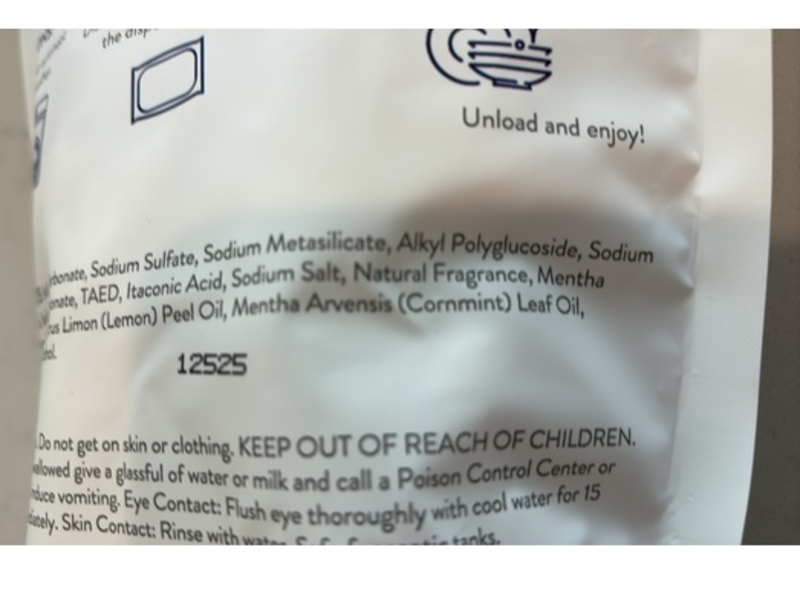 the
Unload and enjoy!
Sodium Sulfate, Sodium Metasilicate, Alkyl Polyglucoside, Sodium
TAED, Itaconic Acid, Sodium Salt, Natural Fragrance, Mentha
Limon (Lemon) Peel Oil, Mentha Arvensis (Cornmint) Leaf Oil,
12525
Do not get on skin or clothing. KEEP OUT OF REACH OF CHILDREN.
give a glassful of water or milk and call a Poison Control Center or
vomiting. Eye Contact: Flush eye thoroughly with cool water for 15
Skin Contact: Rinse with tanks.